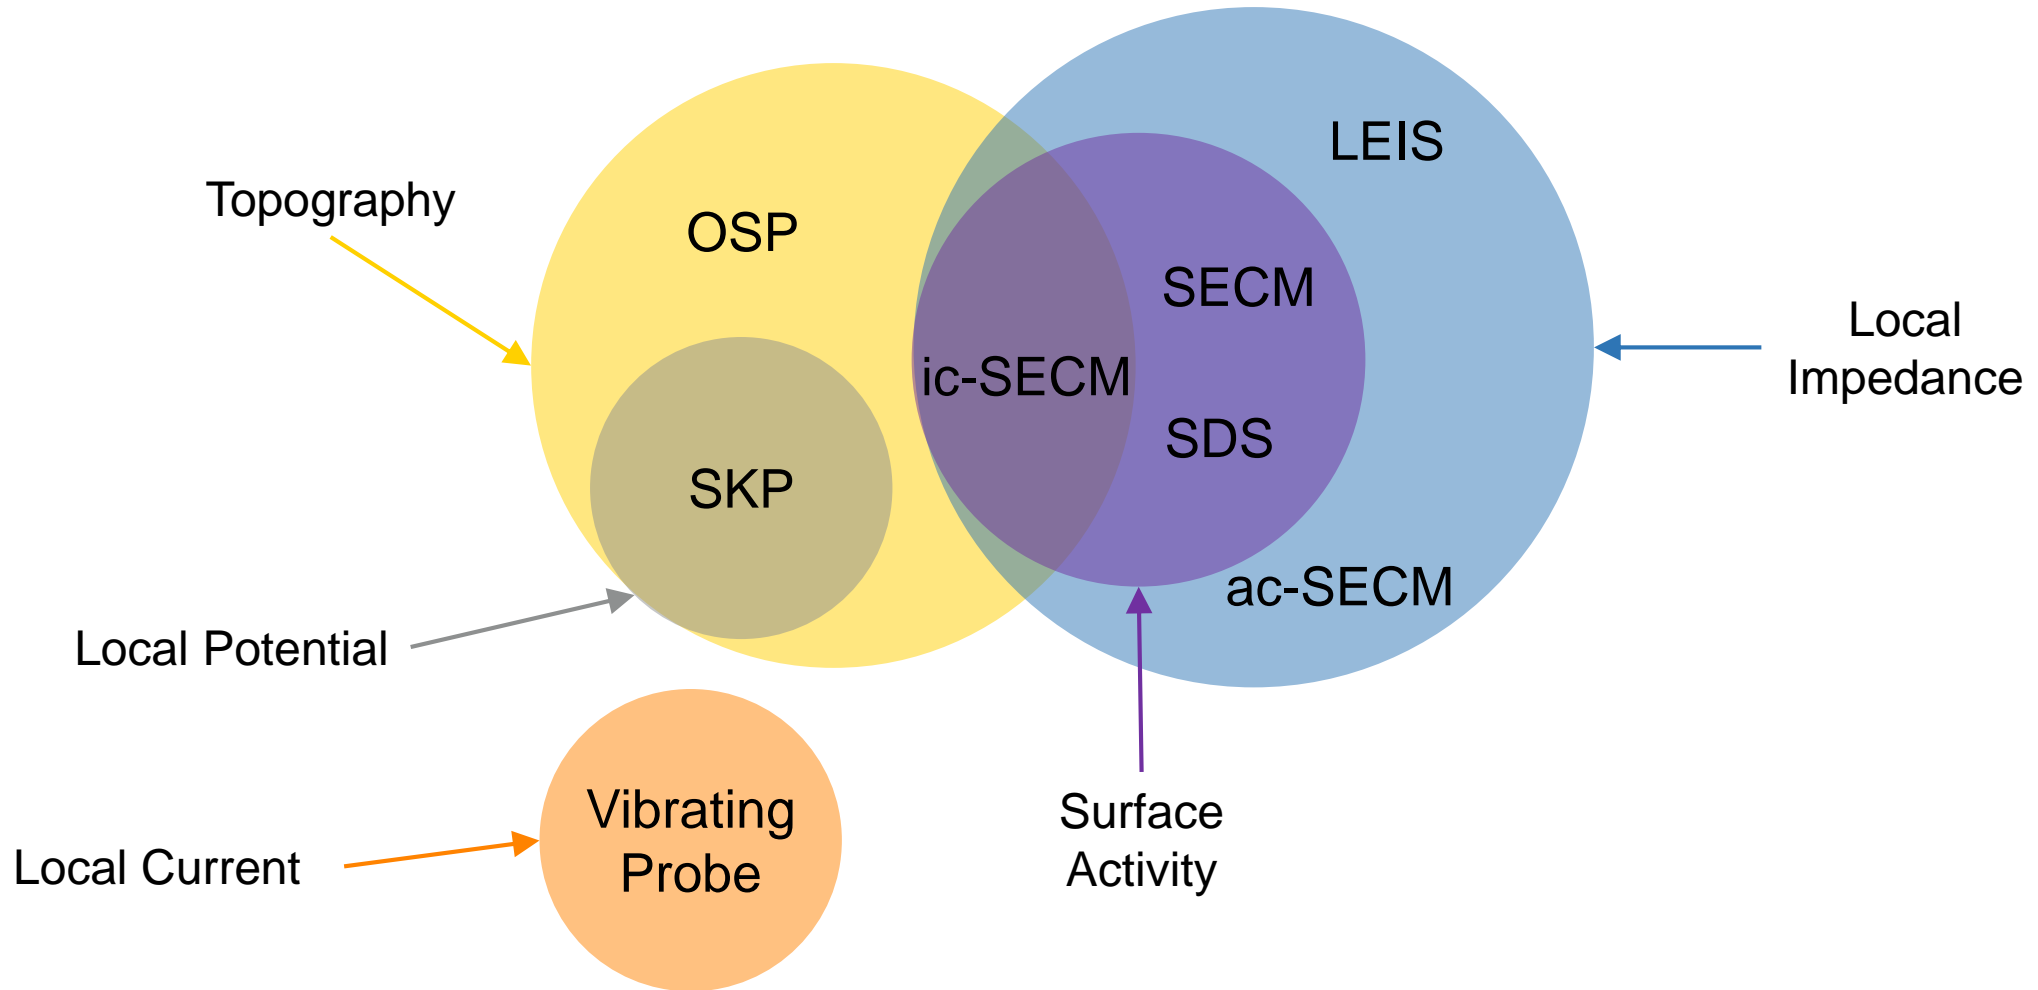 LEIS
Topography
OSP
SECM
Local
Impedance
ic-SECM
SDS
SKP
ac-SECM
Local Potential
Vibrating
Probe
Surface
Activity
Local Current